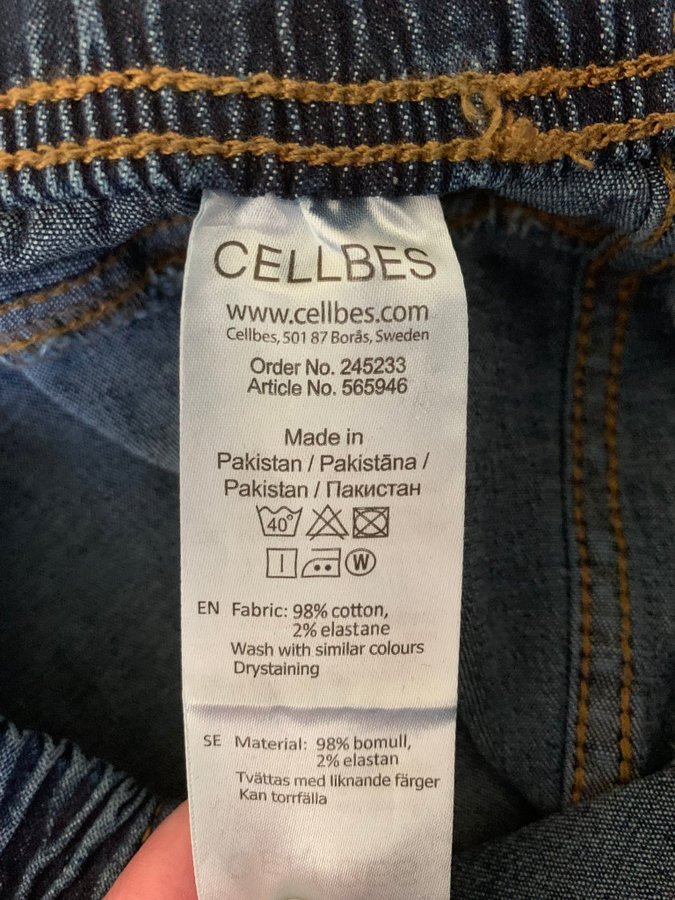 CELLBES
www.cellbes.com
Cellbes, 501 87 Borås, Sweden
Order No. 245233
Article No. 565946
Made in
Pakistan / Pakistāna /
Pakistan / Пакистан
40°
W
EN Fabric: 98% cotton,
2% elastane
Wash with similar colours
Drystaining
SE Material: 98% bomull,
2% elastan
Tvättas med liknande färger
Kan torrfälla